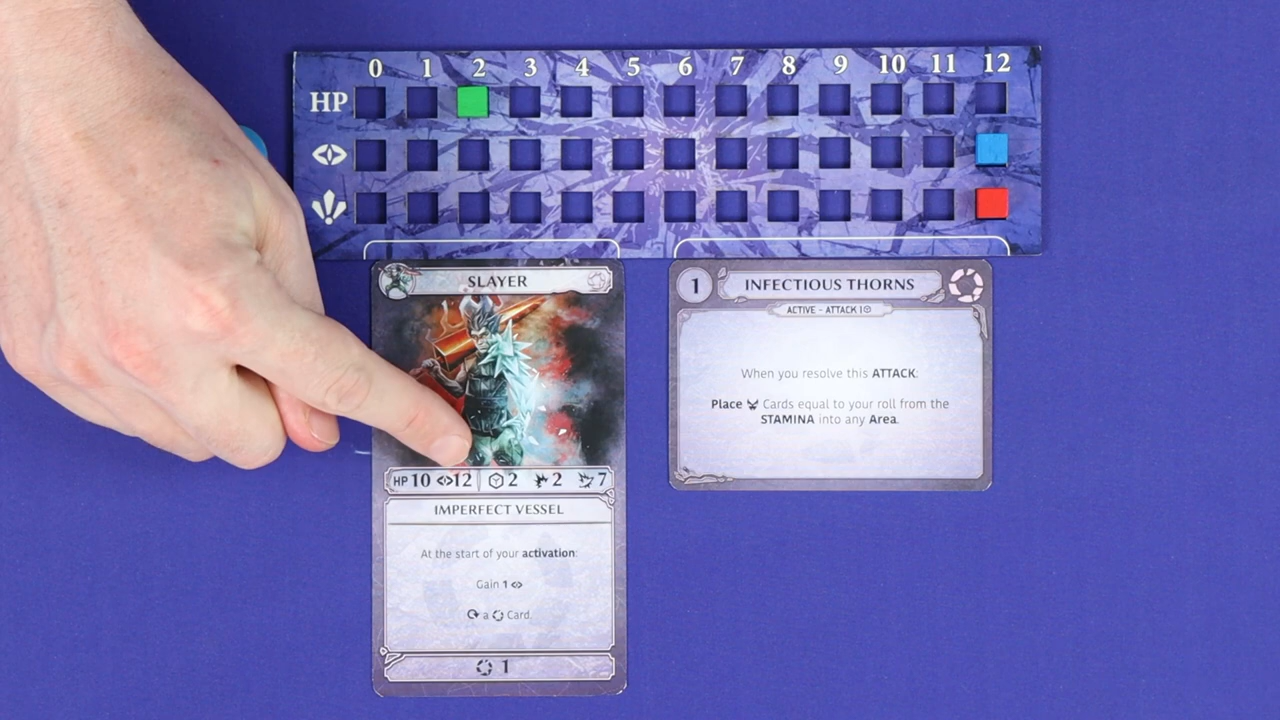 0 1 2 3 4 5 6 7 8 9 10 11 12
HP
SLAYER
HP 10 12 2 2 7
IMPERFECT VESSEL
At the start of your activation:
Gain 1
a Card.
1
1 INFECTIOUS THORNS
ACTIVE - ATTACK 1
When you resolve this ATTACK:
Place Cards equal to your roll from the
STAMINA into any Area.